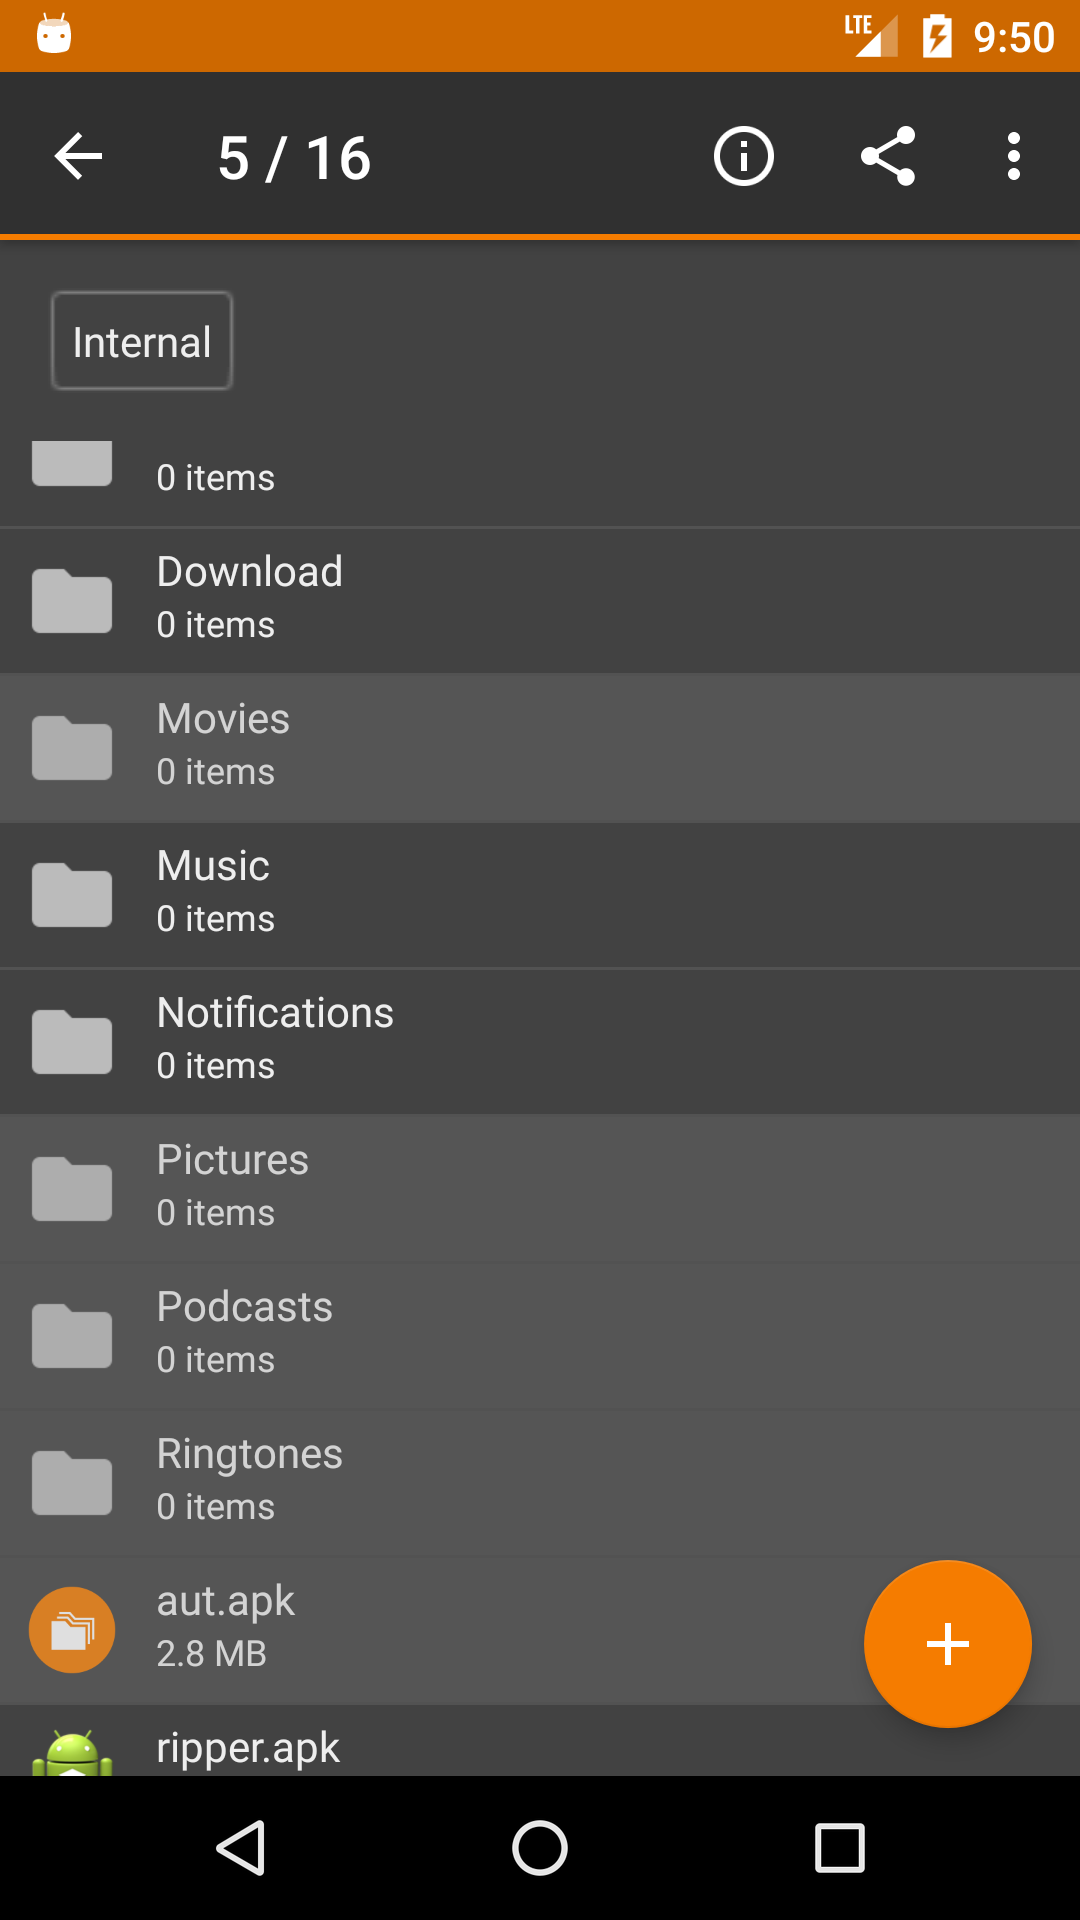 LTE 9:50
5 / 16
Internal
0 items
Download
0 items
Movies
0 items
Music
0 items
Notifications
0 items
Pictures
0 items
Podcasts
0 items
Ringtones
0 items
aut.apk
2.8 MB
ripper.apk